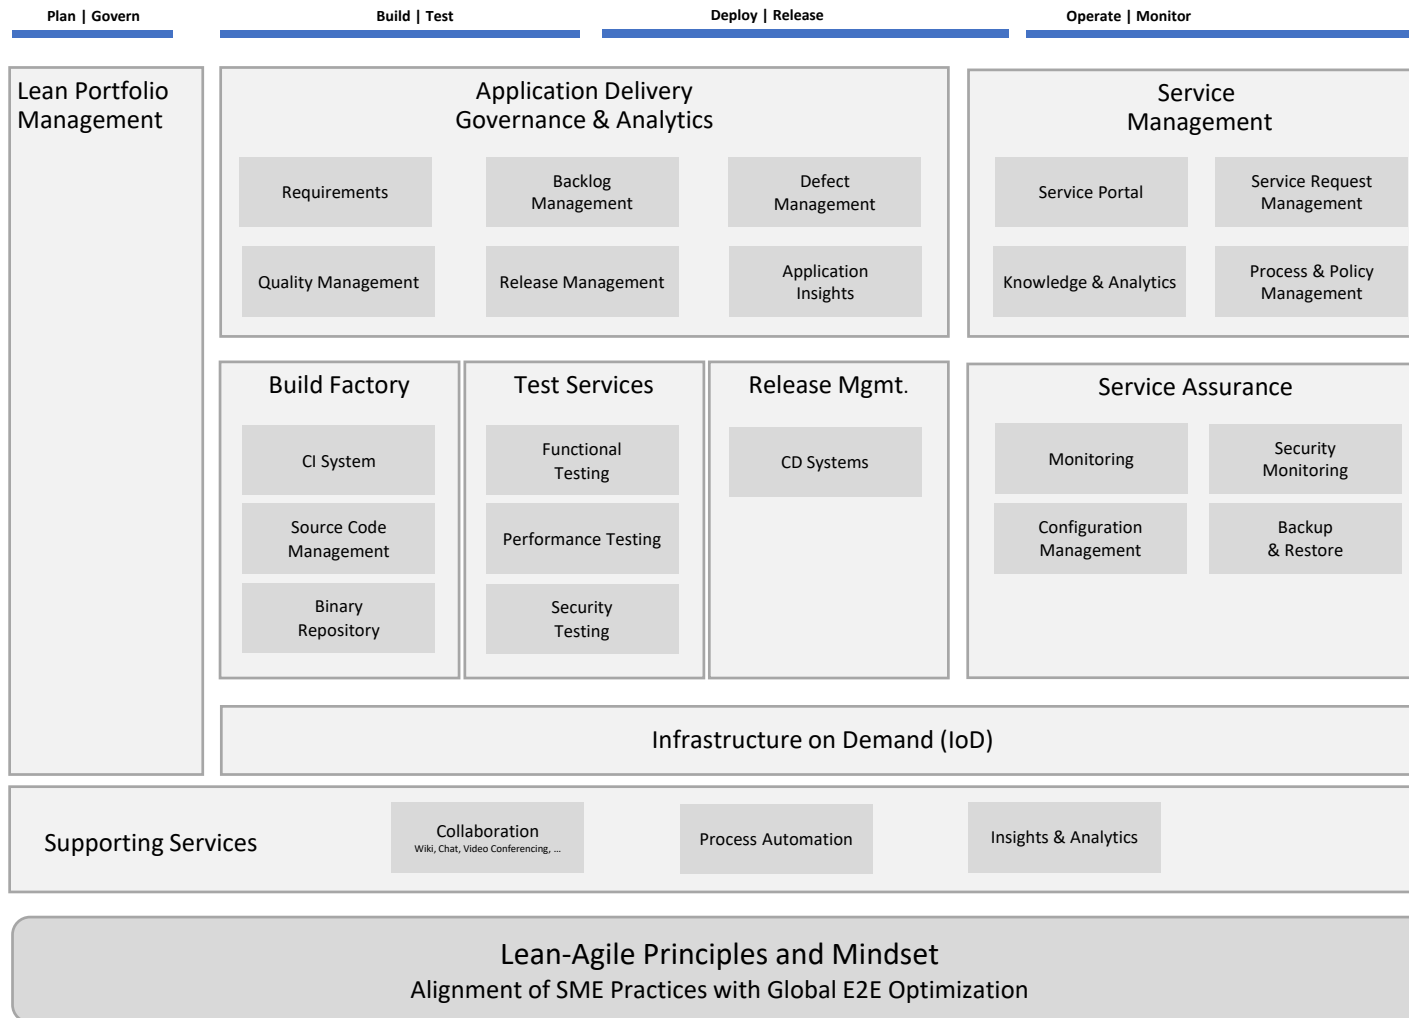 Plan | Govern
Build | Test
Deploy | Release
Operate | Monitor
Lean Portfolio
Management
Application Delivery
Governance & Analytics
Requirements
Backlog
Management
Defect
Management
Quality Management
Release Management
Application
Insights
Service
Management
Service Portal
Service Request
Management
Knowledge & Analytics
Process & Policy
Management
Build Factory
CI System
Source Code
Management
Binary
Repository
Test Services
Functional
Testing
Performance Testing
Security
Testing
Release Mgmt.
CD Systems
Service Assurance
Monitoring
Security
Monitoring
Configuration
Management
Backup
& Restore
Infrastructure on Demand (IoD)
Supporting Services
Collaboration
Wiki, Chat, Video Conferencing, ...
Process Automation
Insights & Analytics
Lean-Agile Principles and Mindset
Alignment of SME Practices with Global E2E Optimization